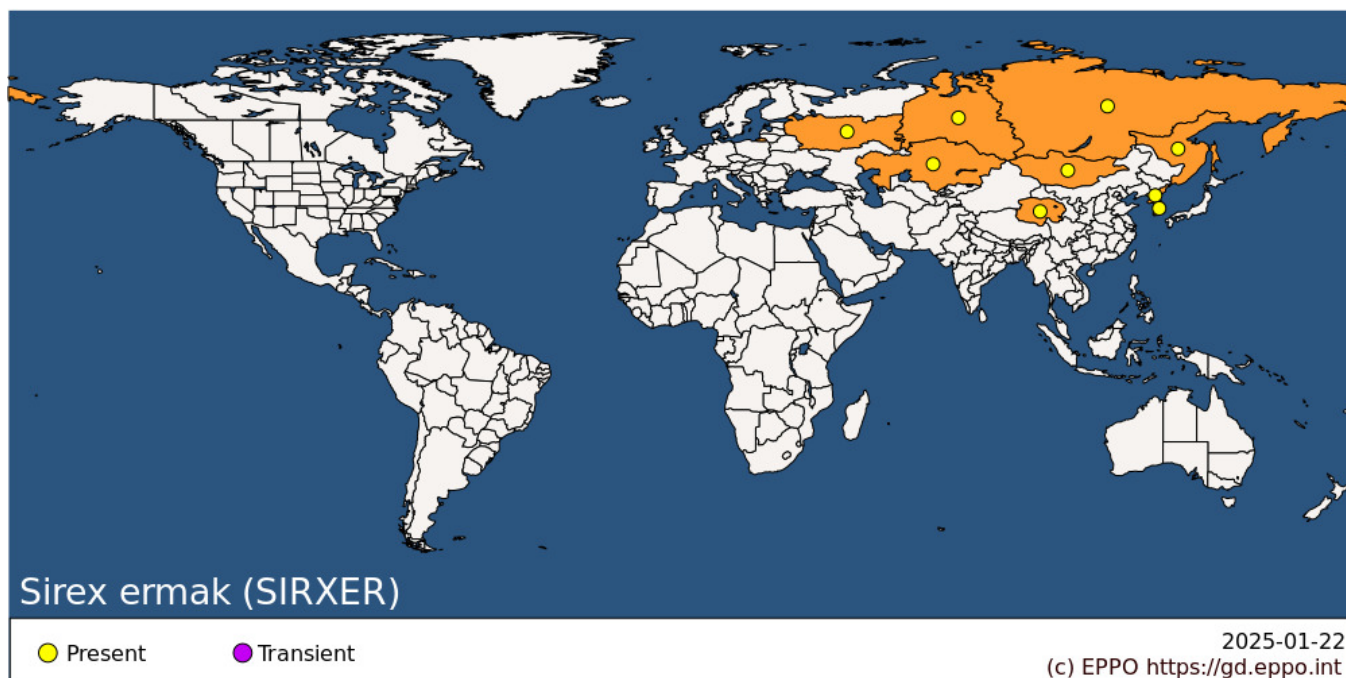 Sirex ermak (SIRXER)
Present
Transient
2025-01-22
(c) EPPO https://gd.eppo.int